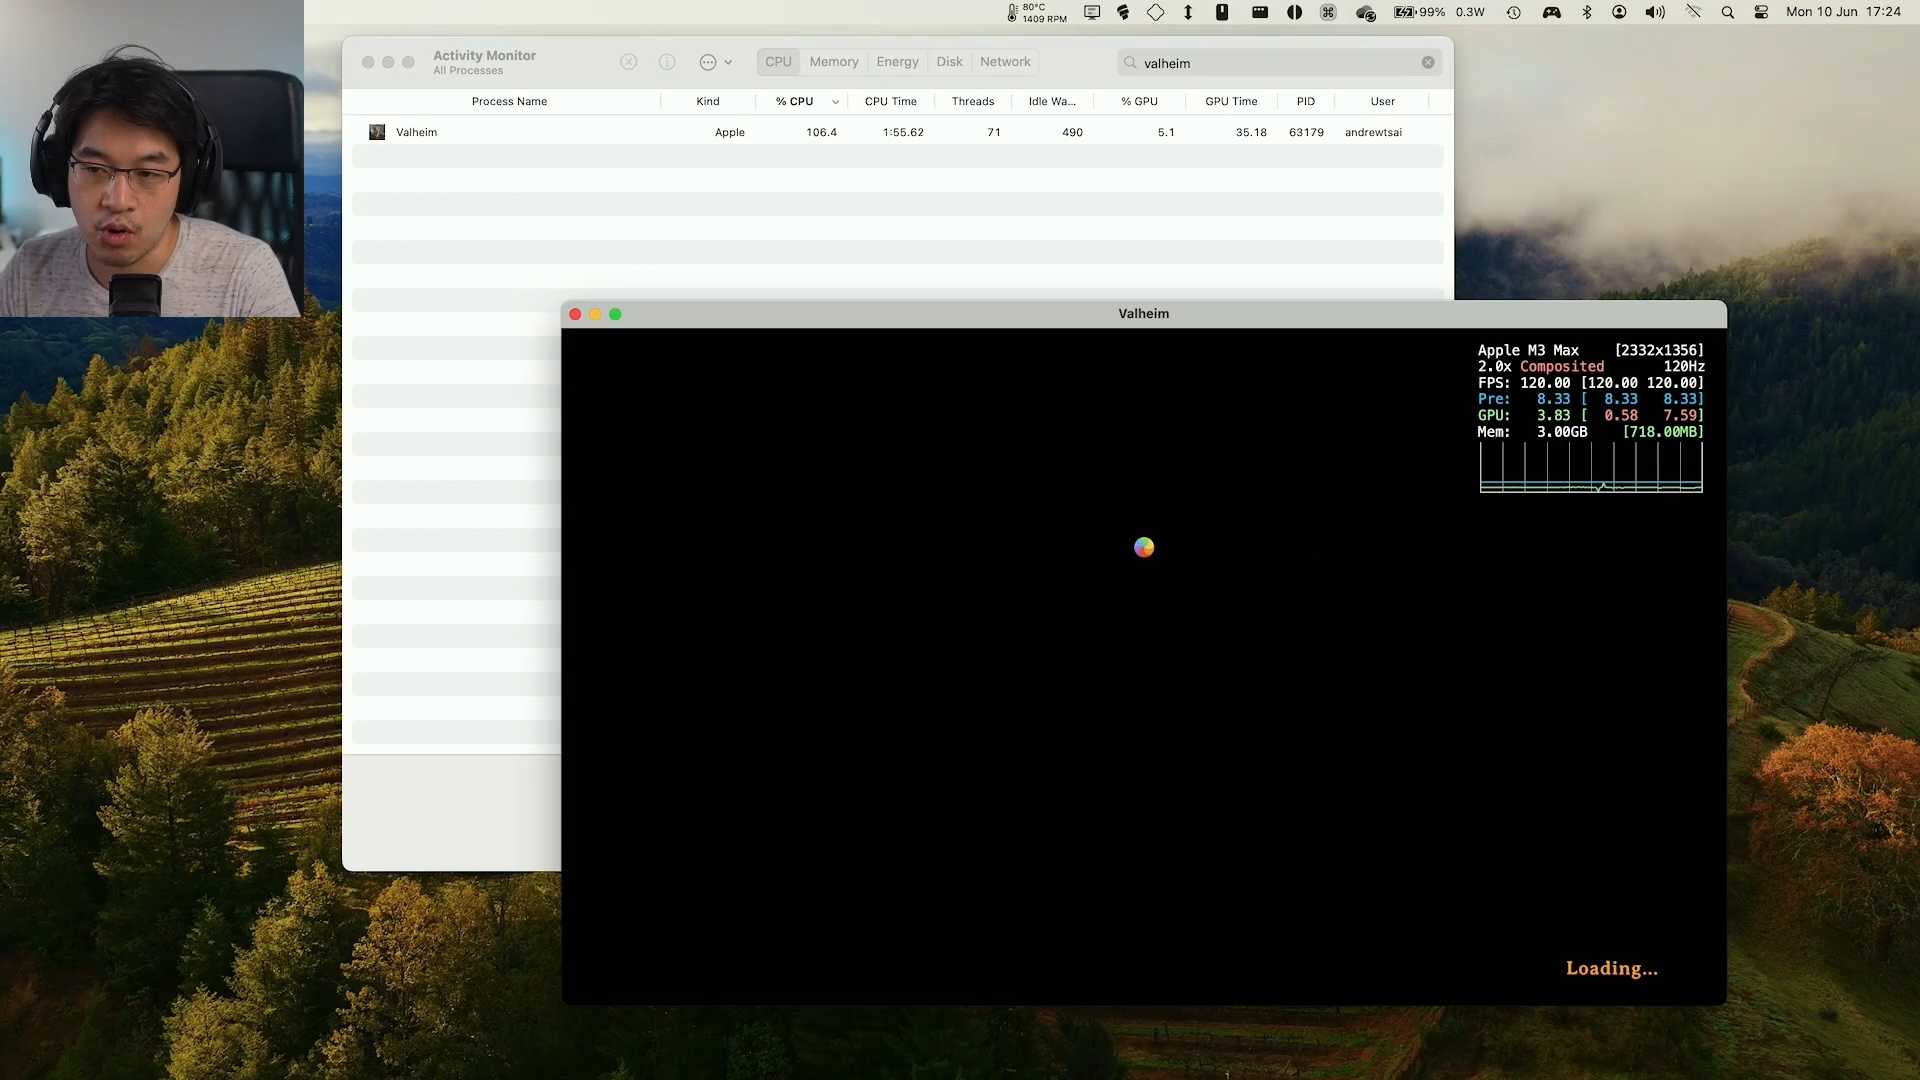 80°C
1409 RPM
99% 0.3W
Mon 10 Jun 17:24
Activity Monitor
All Processes
CPU Memory Energy Disk Network
valheim
Process Name Kind % CPU CPU Time Threads Idle Wa... % GPU GPU Time PID User
Valheim Apple 106.4 1:55.62 71 490 5.1 35.18 63179 andrewtsai
Valheim
Apple M3 Max [2332x1356]
2.0x Composited 120Hz
FPS: 120.00 [120.00 120.00]
Pre: 8.33 [ 8.33 8.33]
GPU: 3.83 [ 0.58 7.59]
Mem: 3.00GB [718.00MB]
Loading...